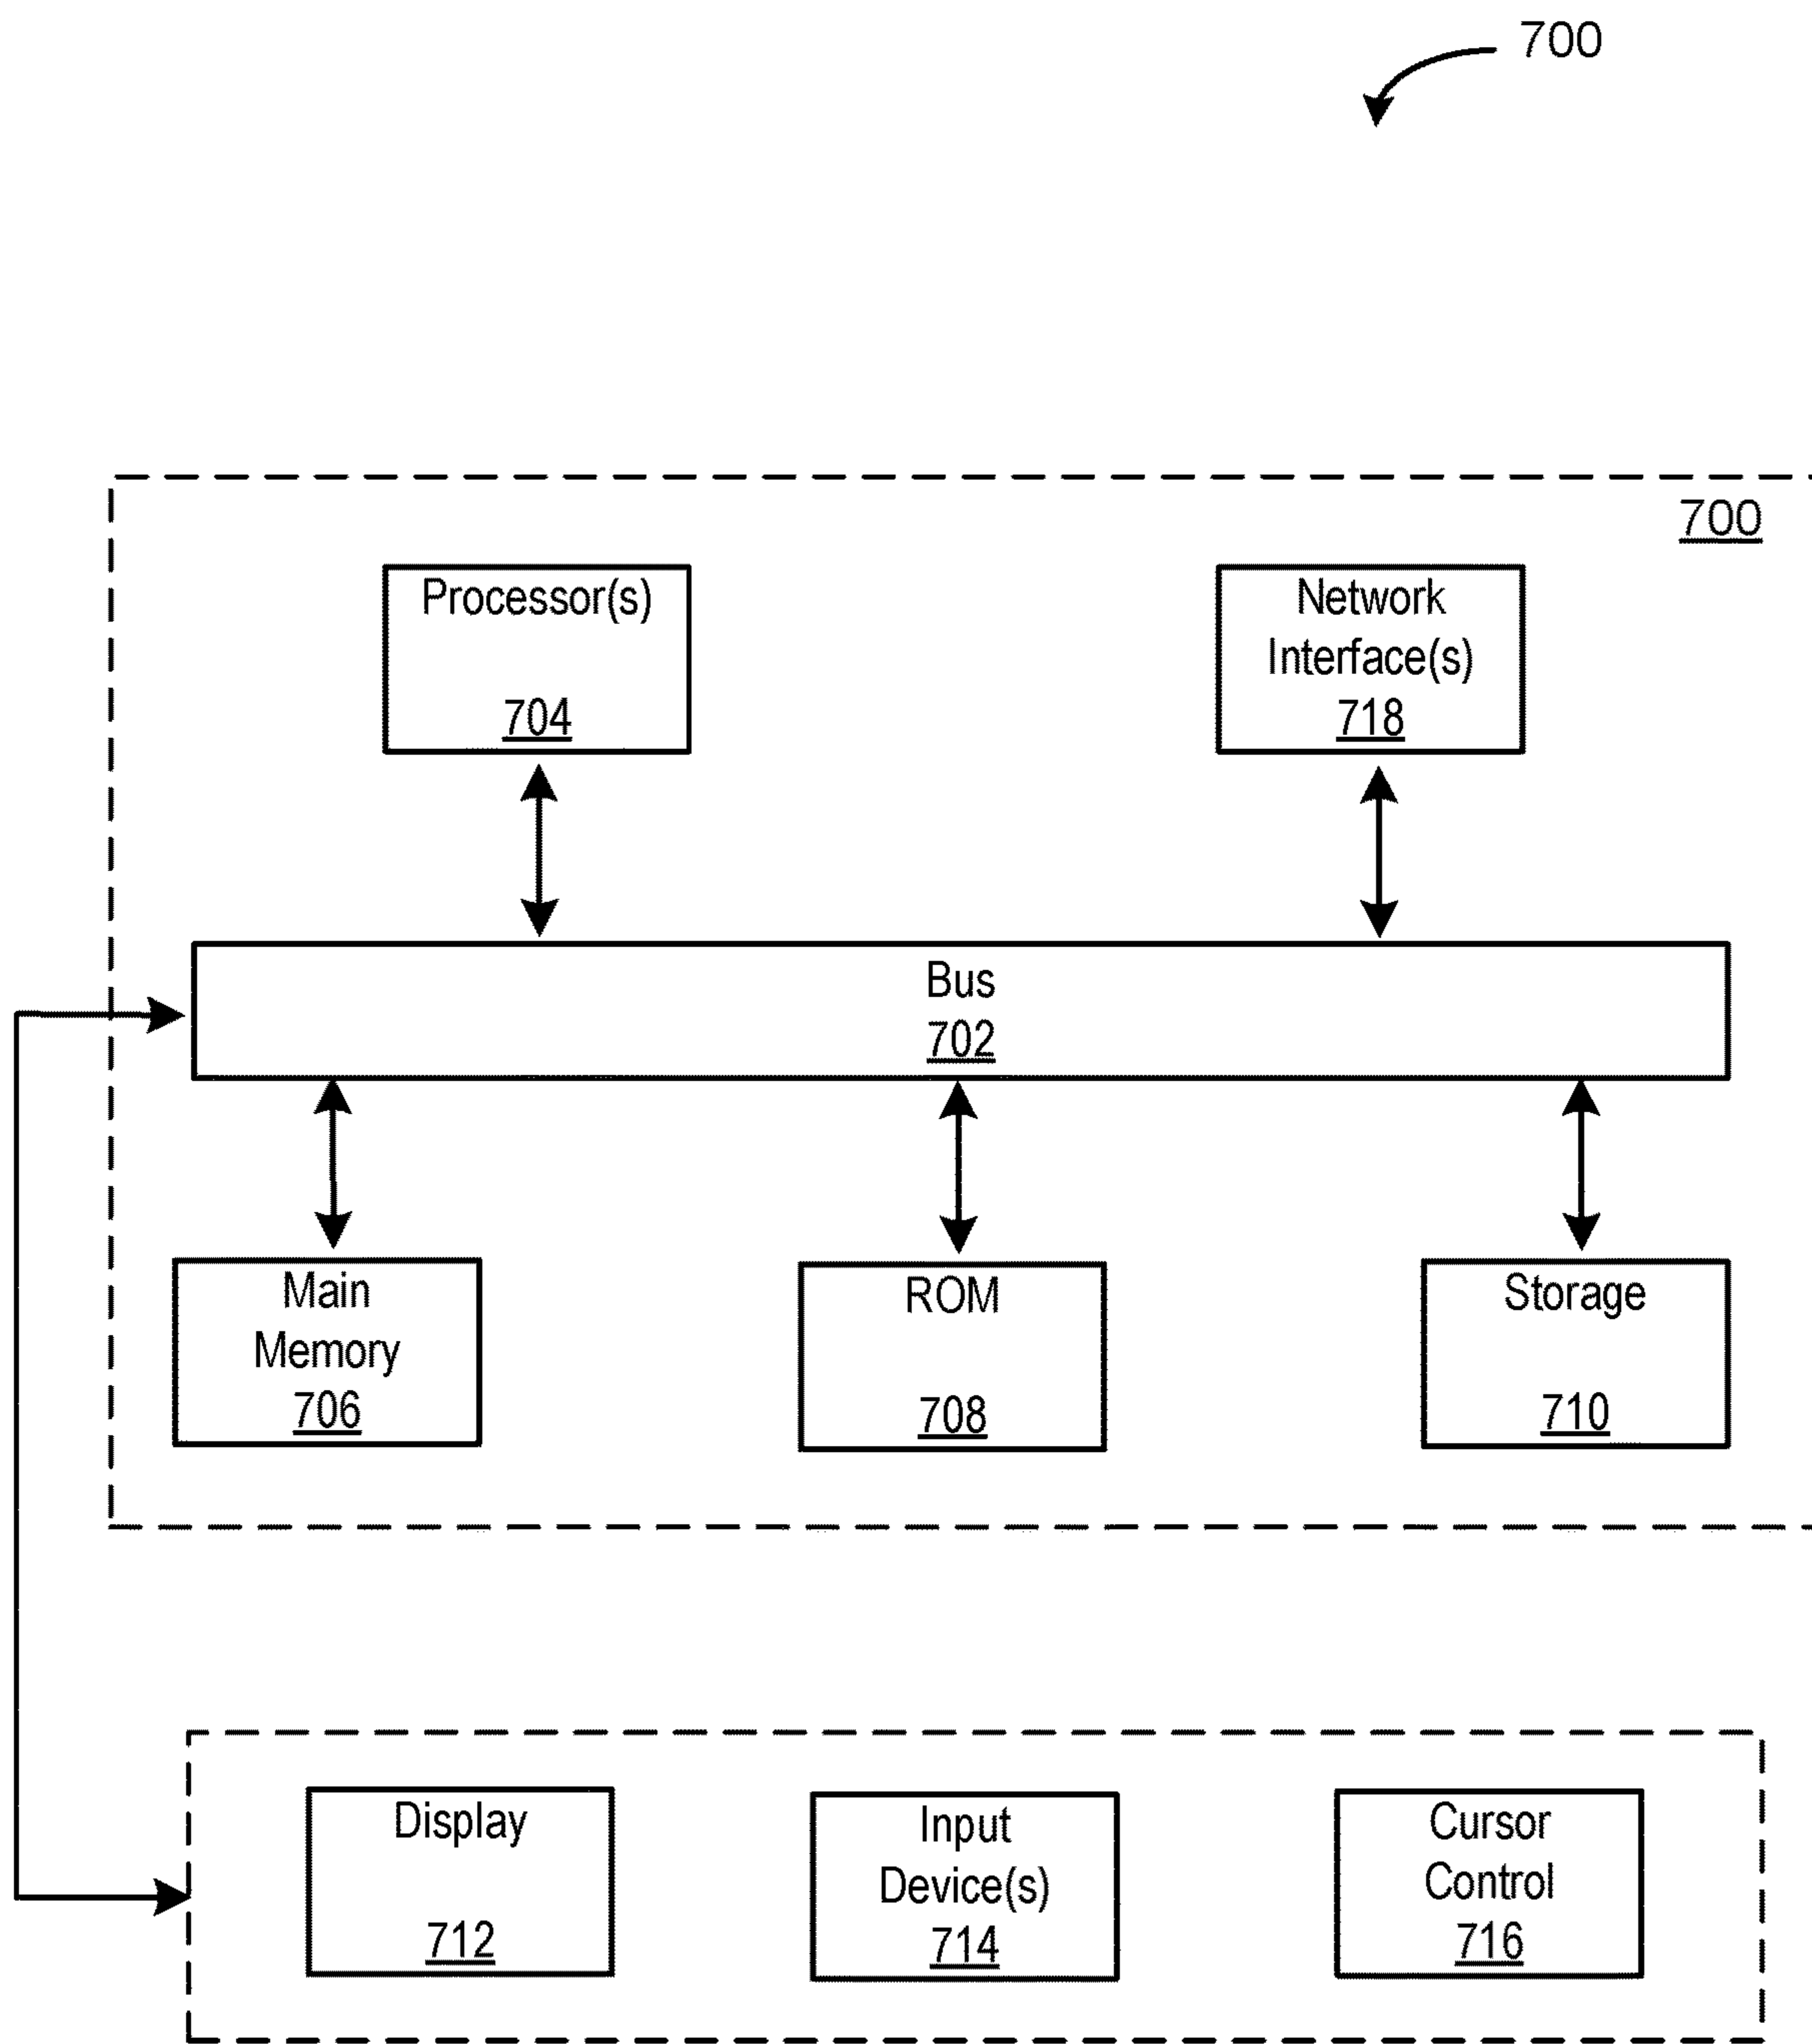 700
700
Processor(s)
704
Network
Interface(s)
718
Bus
702
Main
Memory
706
ROM
708
Storage
710
Display
712
Input
Device(s)
714
Cursor
Control
716